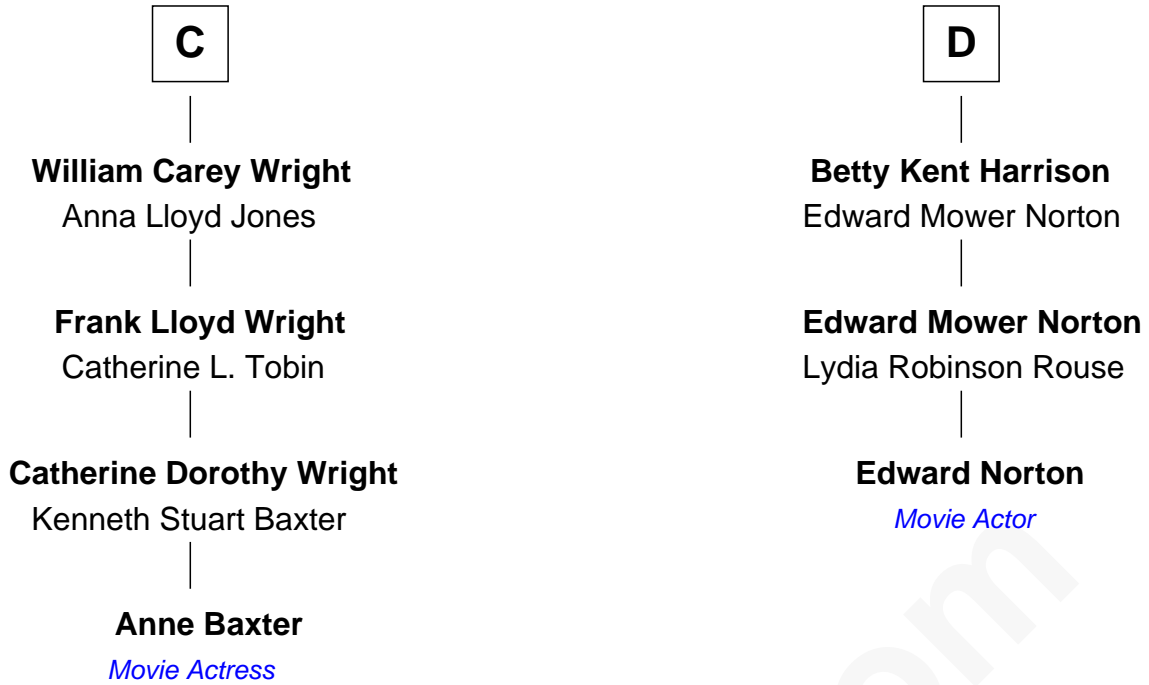 C
William Carey Wright
Anna Lloyd Jones
Frank Lloyd Wright
Catherine L. Tobin
Catherine Dorothy Wright
Kenneth Stuart Baxter
Anne Baxter
Movie Actress
D
Betty Kent Harrison
Edward Mower Norton
Edward Mower Norton
Lydia Robinson Rouse
Edward Norton
Movie Actor